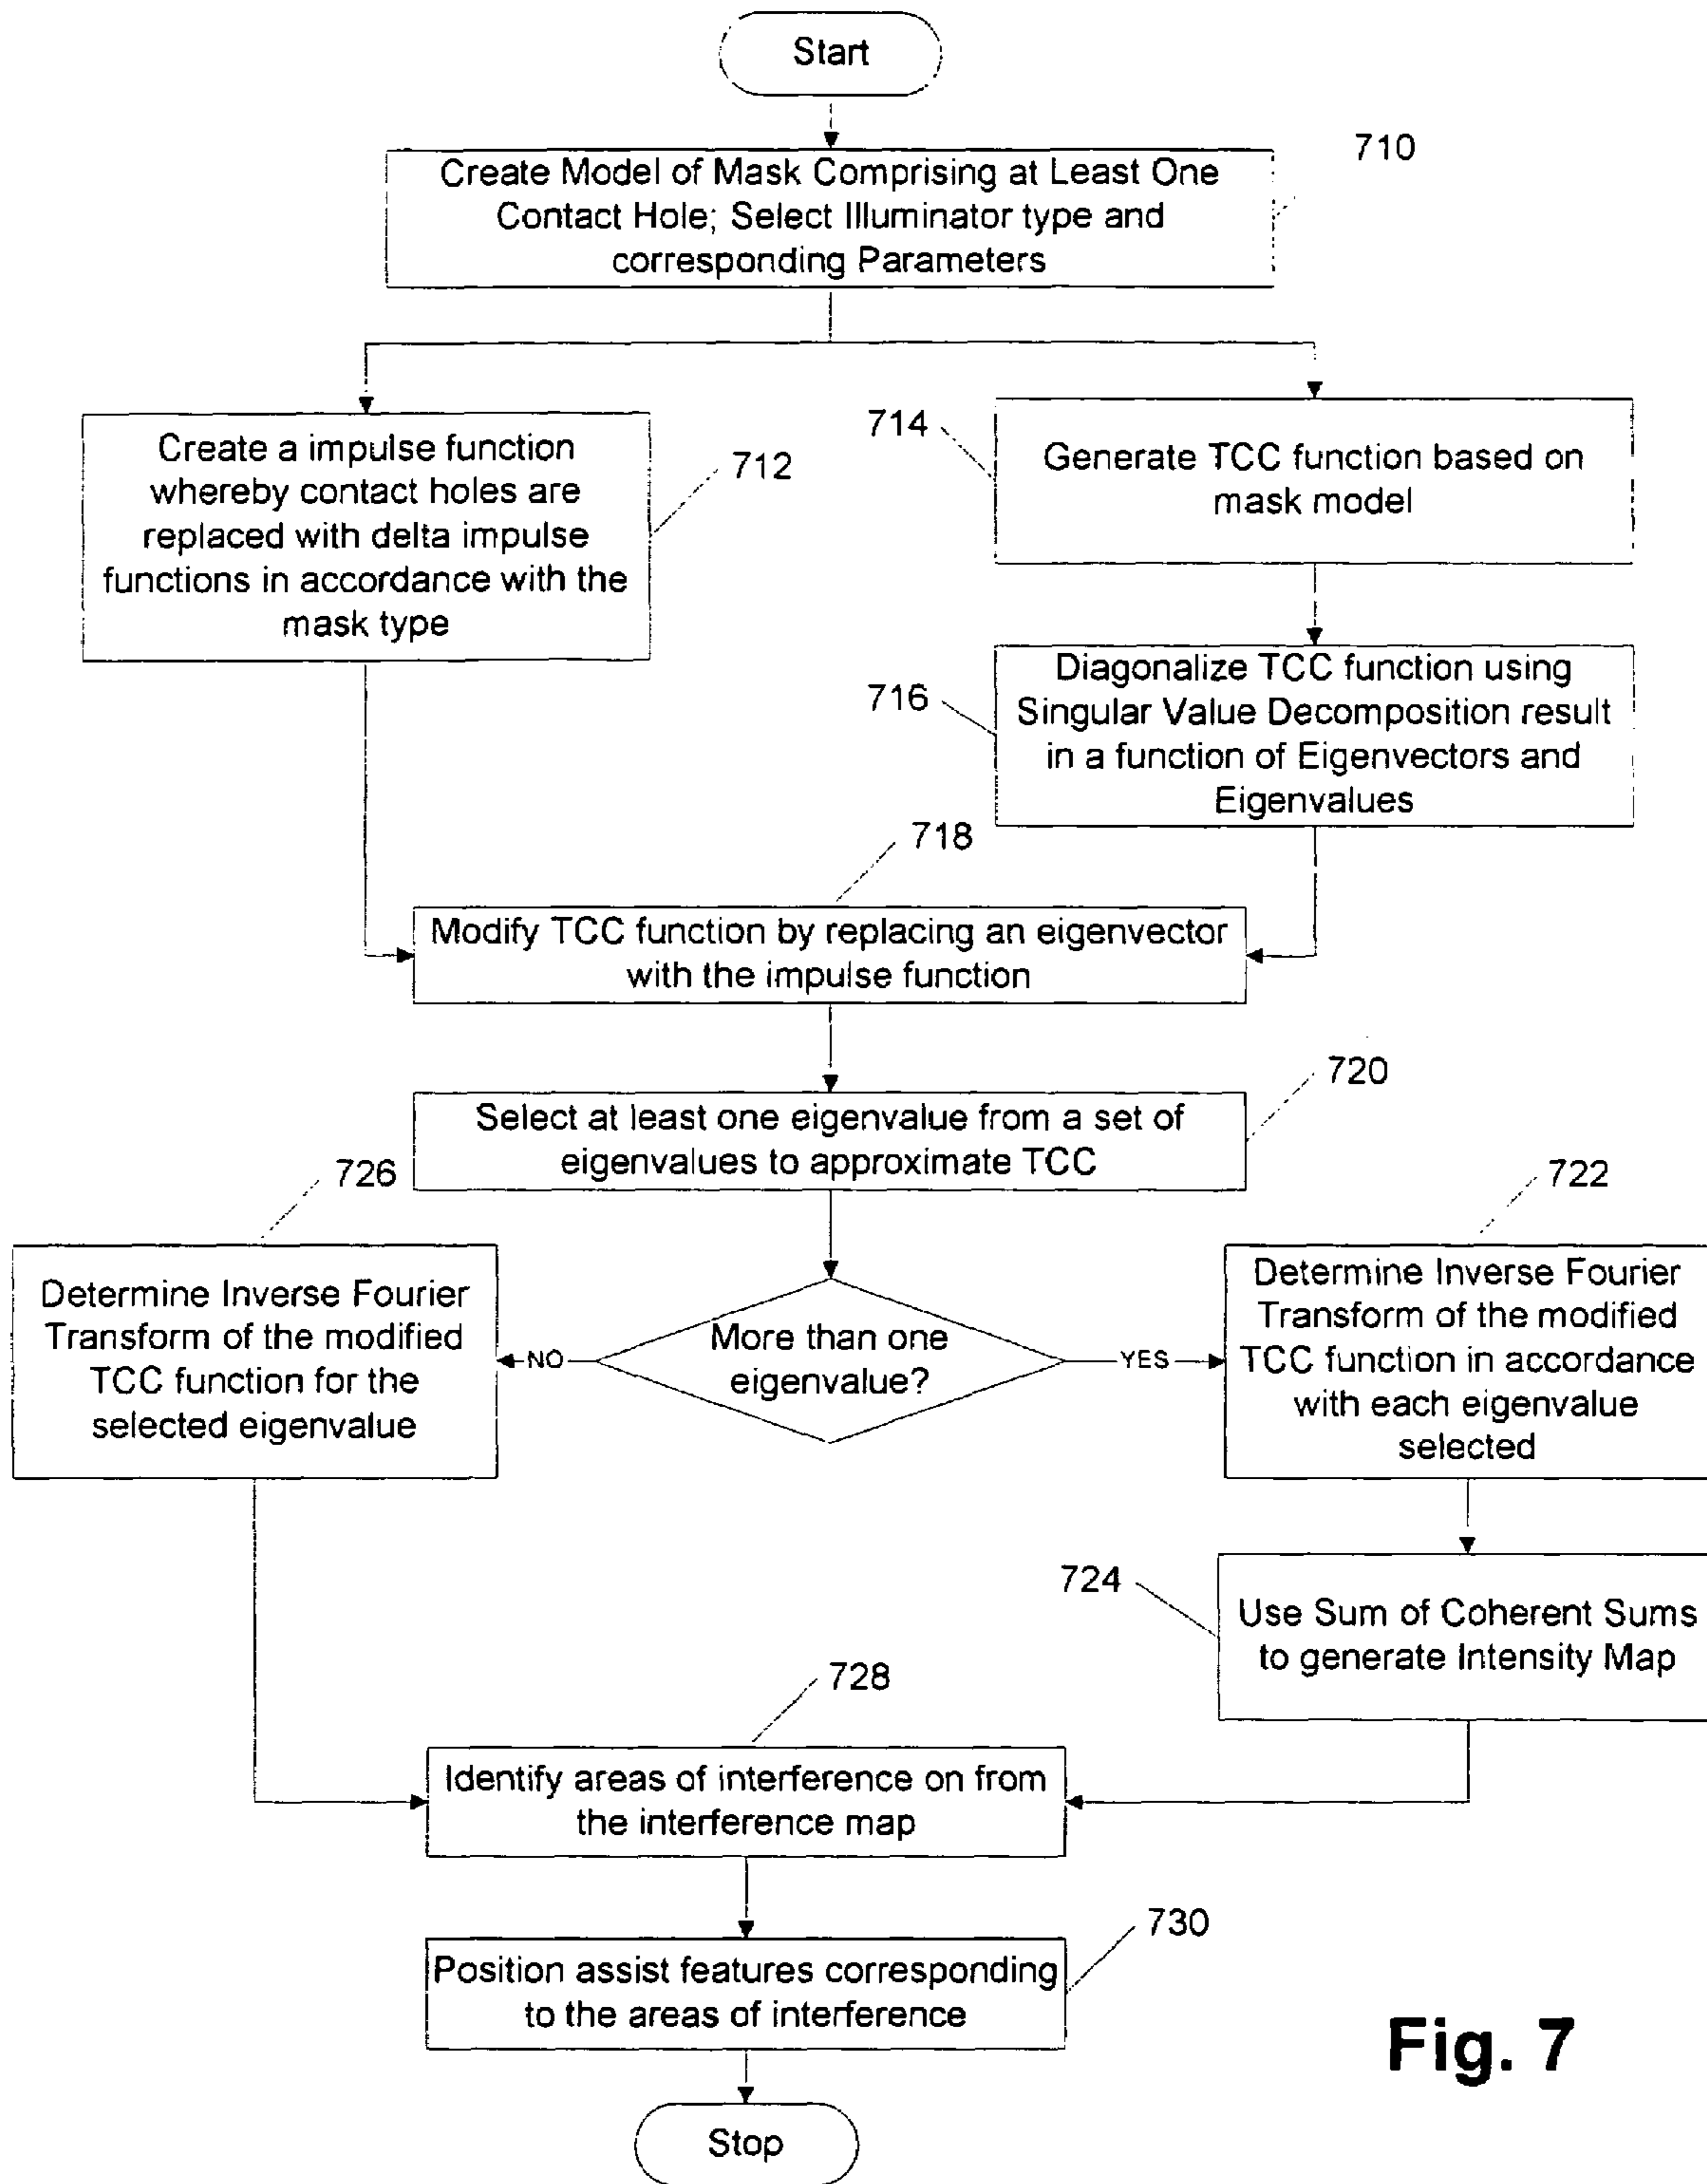 Start
Create Model of Mask Comprising at Least One
Contact Hole; Select Illuminator type and
corresponding Parameters
710
Create a impulse function
whereby contact holes are
replaced with delta impulse
functions in accordance with the
mask type
712
714
Generate TCC function based on
mask model
716
Diagonalize TCC function using
Singular Value Decomposition result
in a function of Eigenvectors and
Eigenvalues
718
Modify TCC function by replacing an eigenvector
with the impulse function
720
Select at least one eigenvalue from a set of
eigenvalues to approximate TCC
726
722
Determine Inverse Fourier
Transform of the modified
TCC function for the
selected eigenvalue
NO
More than one
eigenvalue?
YES
Determine Inverse Fourier
Transform of the modified
TCC function in accordance
with each eigenvalue
selected
724
Use Sum of Coherent Sums
to generate Intensity Map
728
Identify areas of interference on from
the interference map
730
Position assist features corresponding
to the areas of interference
Stop
Fig. 7